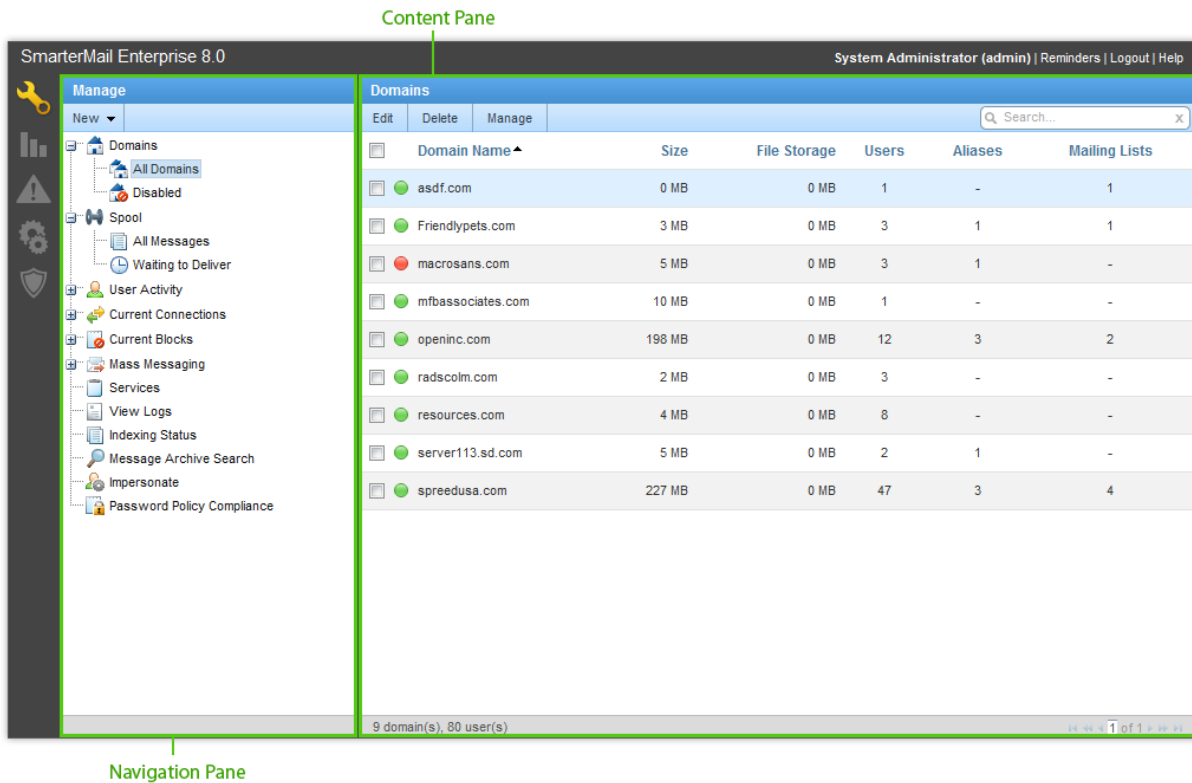 Content Pane
SmarterMail Enterprise 8.0
System Administrator (admin) | Reminders | Logout | Help
Manage
New
Domains
All Domains
Disabled
Spool
All Messages
Waiting to Deliver
User Activity
Current Connections
Current Blocks
Mass Messaging
Services
View Logs
Indexing Status
Message Archive Search
Impersonate
Password Policy Compliance
Domains
Edit Delete Manage Search... x
Domain Name Size File Storage Users Aliases Mailing Lists
asdf.com 0 MB 0 MB 1 - 1
Friendlypets.com 3 MB 0 MB 3 1 1
macrosans.com 5 MB 0 MB 3 1 -
mfbassociates.com 10 MB 0 MB 1 - -
openinc.com 198 MB 0 MB 12 3 2
radscolm.com 2 MB 0 MB 3 - -
resources.com 4 MB 0 MB 8 - -
server113.sd.com 5 MB 0 MB 2 1 -
spreedusa.com 227 MB 0 MB 47 3 4
9 domain(s), 80 user(s) 1 of 1
Navigation Pane